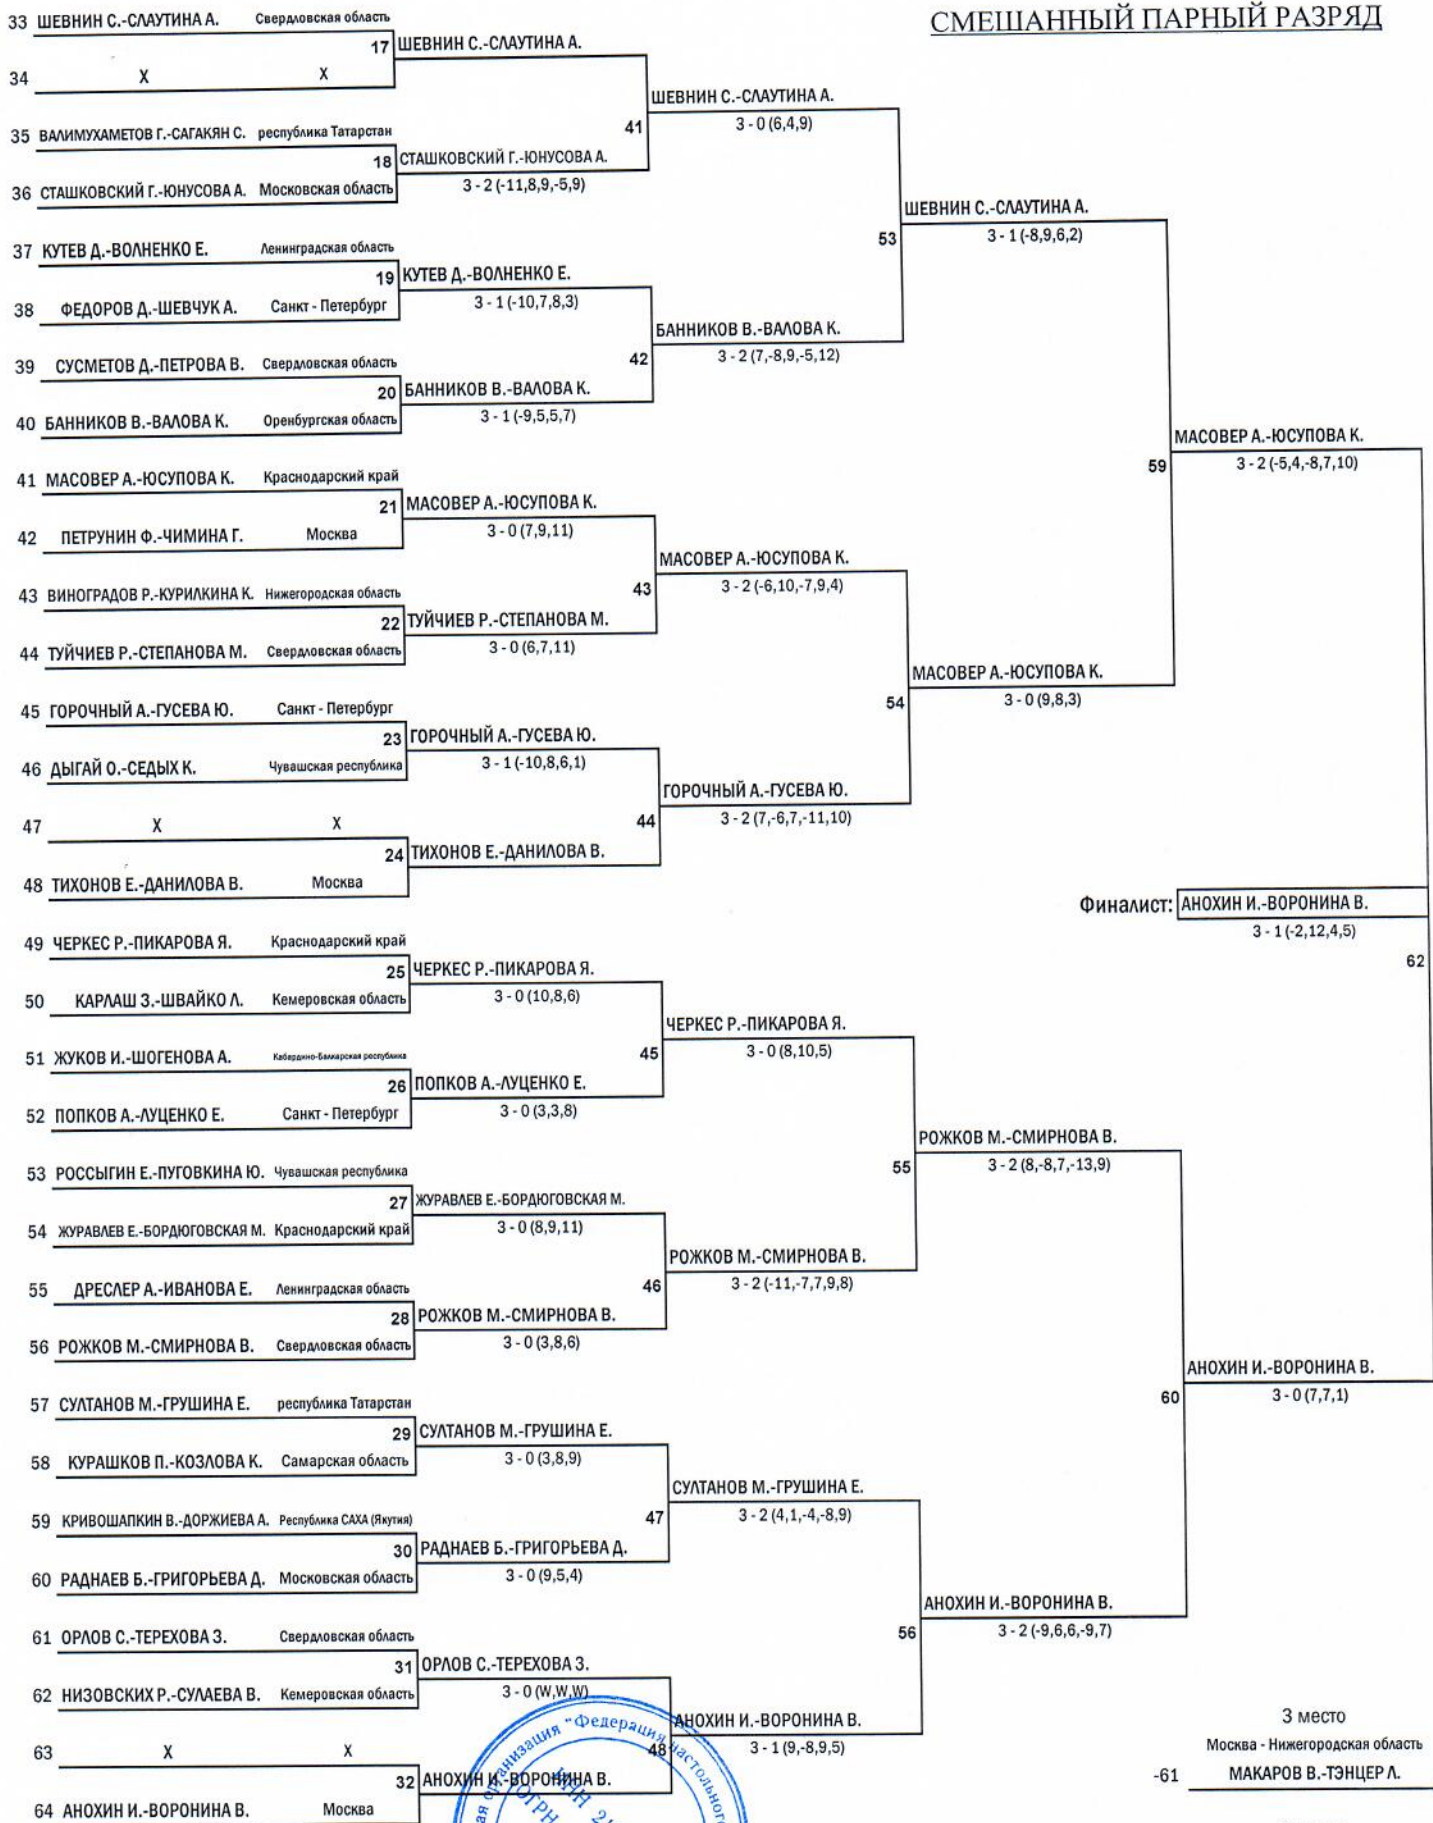 СМЕШАННЫЙ ПАРНЫЙ РАЗРЯД
33 ШЕВНИН С.-СЛАУТИНА А. Свердловская область
17 ШЕВНИН С.-СЛАУТИНА А.
34 X X
ШЕВНИН С.-СЛАУТИНА А.
41 3 - 0 (6,4,9)
35 ВАЛИМУХАМЕТОВ Г.-САГАКЯН С. республика Татарстан
18 СТАШКОВСКИЙ Г.-ЮНУСОВА А.
36 СТАШКОВСКИЙ Г.-ЮНУСОВА А. Московская область 3 - 2 (-11,8,9,-5,9)
ШЕВНИН С.-СЛАУТИНА А.
53 3 - 1 (-8,9,6,2)
37 КУТЕВ Д.-ВОЛНЕНКО Е. Ленинградская область
19 КУТЕВ Д.-ВОЛНЕНКО Е.
38 ФЕДОРОВ Д.-ШЕВЧУК А. Санкт - Петербург 3 - 1 (-10,7,8,3)
БАННИКОВ В.-ВАЛОВА К.
42 3 - 2 (7,-8,9,-5,12)
39 СУСМЕТОВ Д.-ПЕТРОВА В. Свердловская область
20 БАННИКОВ В.-ВАЛОВА К.
40 БАННИКОВ В.-ВАЛОВА К. Оренбургская область 3 - 1 (-9,5,5,7)
МАСОВЕР А.-ЮСУПОВА К.
59 3 - 2 (-5,4,-8,7,10)
41 МАСОВЕР А.-ЮСУПОВА К. Краснодарский край
21 МАСОВЕР А.-ЮСУПОВА К.
42 ПЕТРУНИН Ф.-ЧИМИНА Г. Москва 3 - 0 (7,9,11)
МАСОВЕР А.-ЮСУПОВА К.
43 3 - 2 (-6,10,-7,9,4)
43 ВИНОГРАДОВ Р.-КУРИЛКИНА К. Нижегородская область
22 ТУЙЧИЕВ Р.-СТЕПАНОВА М.
44 ТУЙЧИЕВ Р.-СТЕПАНОВА М. Свердловская область 3 - 0 (6,7,11)
МАСОВЕР А.-ЮСУПОВА К.
54 3 - 0 (9,8,3)
45 ГОРОЧНЫЙ А.-ГУСЕВА Ю. Санкт - Петербург
23 ГОРОЧНЫЙ А.-ГУСЕВА Ю.
46 ДЫГАЙ О.-СЕДЫХ К. Чувашская республика 3 - 1 (-10,8,6,1)
ГОРОЧНЫЙ А.-ГУСЕВА Ю.
44 3 - 2 (7,-6,7,-11,10)
47 X X
24 ТИХОНОВ Е.-ДАНИЛОВА В.
48 ТИХОНОВ Е.-ДАНИЛОВА В. Москва
Финалист: АНОХИН И.-ВОРОНИНА В.
3 - 1 (-2,12,4,5)
62
49 ЧЕРКЕС Р.-ПИКАРОВА Я. Краснодарский край
25 ЧЕРКЕС Р.-ПИКАРОВА Я.
50 КАРЛАШ З.-ШВАЙКО Л. Кемеровская область 3 - 0 (10,8,6)
ЧЕРКЕС Р.-ПИКАРОВА Я.
45 3 - 0 (8,10,5)
51 ЖУКОВ И.-ШОГЕНОВА А. Кабардино-Балкарская республика
26 ПОПКОВ А.-ЛУЦЕНКО Е.
52 ПОПКОВ А.-ЛУЦЕНКО Е. Санкт - Петербург 3 - 0 (3,3,8)
РОЖКОВ М.-СМИРНОВА В.
55 3 - 2 (8,-8,7,-13,9)
53 РОССЫГИН Е.-ПУГОВКИНА Ю. Чувашская республика
27 ЖУРАВЛЕВ Е.-БОРДЮГОВСКАЯ М.
54 ЖУРАВЛЕВ Е.-БОРДЮГОВСКАЯ М. Краснодарский край 3 - 0 (8,9,11)
РОЖКОВ М.-СМИРНОВА В.
46 3 - 2 (-11,-7,7,9,8)
55 ДРЕСЛЕР А.-ИВАНОВА Е. Ленинградская область
28 РОЖКОВ М.-СМИРНОВА В.
56 РОЖКОВ М.-СМИРНОВА В. Свердловская область 3 - 0 (3,8,6)
АНОХИН И.-ВОРОНИНА В.
60 3 - 0 (7,7,1)
57 СУЛТАНОВ М.-ГРУШИНА Е. республика Татарстан
29 СУЛТАНОВ М.-ГРУШИНА Е.
58 КУРАШКОВ П.-КОЗЛОВА К. Самарская область 3 - 0 (3,8,9)
СУЛТАНОВ М.-ГРУШИНА Е.
47 3 - 2 (4,1,-4,-8,9)
59 КРИВОШАПКИН В.-ДОРЖИЕВА А. Республика САХА (Якутия)
30 РАДНАЕВ Б.-ГРИГОРЬЕВА Д.
60 РАДНАЕВ Б.-ГРИГОРЬЕВА Д. Московская область 3 - 0 (9,5,4)
АНОХИН И.-ВОРОНИНА В.
56 3 - 2 (-9,6,6,-9,7)
61 ОРЛОВ С.-ТЕРЕХОВА З. Свердловская область
31 ОРЛОВ С.-ТЕРЕХОВА З.
62 НИЗОВСКИХ Р.-СУЛАЕВА В. Кемеровская область 3 - 0 (W,W,W)
АНОХИН И.-ВОРОНИНА В.
48 3 - 1 (9,-8,9,5)
63 X X
32 АНОХИН И.-ВОРОНИНА В.
64 АНОХИН И.-ВОРОНИНА В. Москва
3 место
Москва - Нижегородская область
-61 МАКАРОВ В.-ТЭНЦЕР Л.
организация "Федерация настольного
ИНН
ОГРН